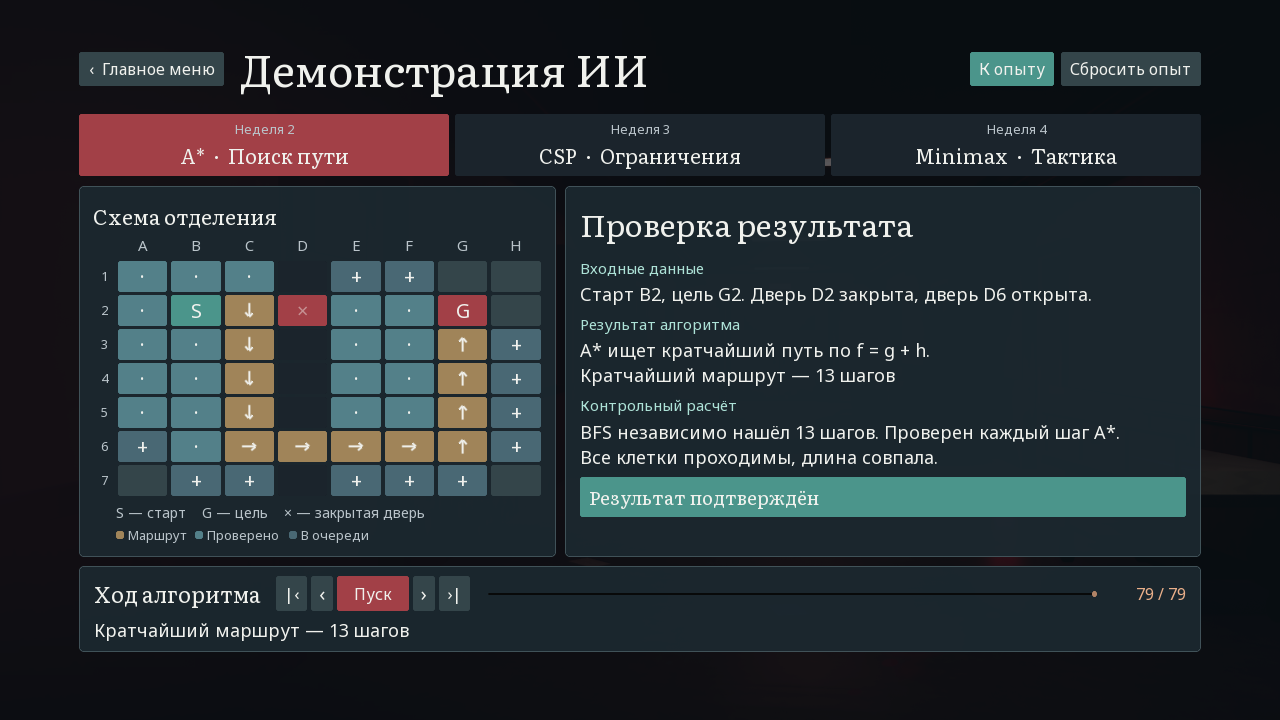 ‹ Главное меню
Демонстрация ИИ
К опыту
Сбросить опыт
Неделя 2
A* · Поиск пути
Неделя 3
CSP · Ограничения
Неделя 4
Minimax · Тактика
Схема отделения
A B C D E F G H
1 · · · + +
2 · S ↓ × · · G
3 · · ↓ · · ↑ +
4 · · ↓ · · ↑ +
5 · · ↓ · · ↑ +
6 + · → → → → ↑ +
7 + + + + +
S — старт G — цель × — закрытая дверь
Маршрут Проверено В очереди
Проверка результата
Входные данные
Старт B2, цель G2. Дверь D2 закрыта, дверь D6 открыта.
Результат алгоритма
A* ищет кратчайший путь по f = g + h.
Кратчайший маршрут — 13 шагов
Контрольный расчёт
BFS независимо нашёл 13 шагов. Проверен каждый шаг A*.
Все клетки проходимы, длина совпала.
Результат подтверждён
Ход алгоритма |‹ ‹ Пуск › ›| 79 / 79
Кратчайший маршрут — 13 шагов